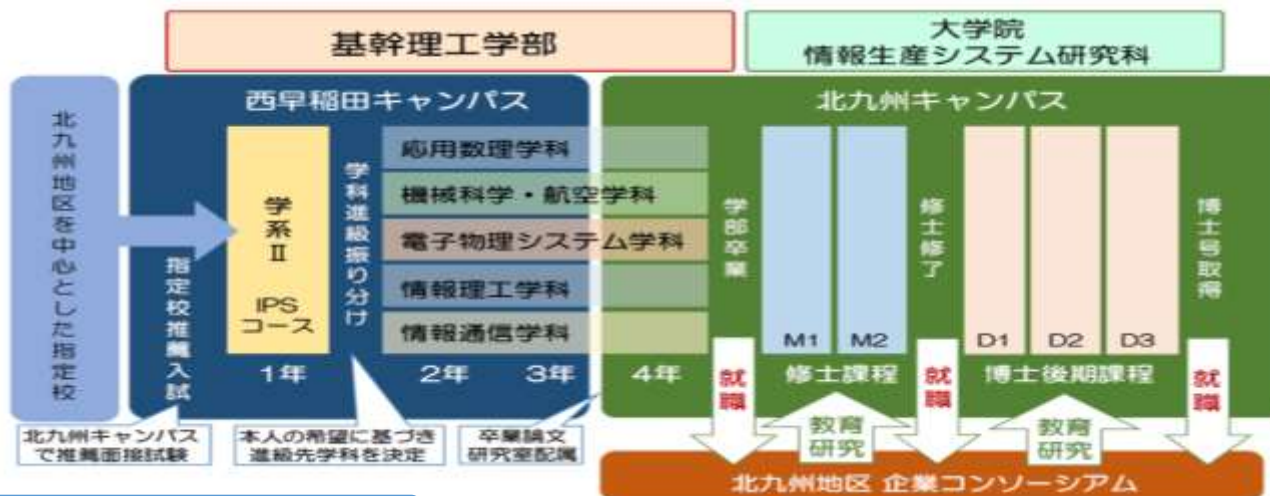 基幹理工学部
大学院
情報生産システム研究科
北九州地区を中心とした指定校
西早稲田キャンパス
指定校推薦入試
学系Ⅱ
IPS
コース
学科進級振り分け
応用数理学科
機械科学・航空学科
電子物理システム学科
情報理工学科
情報通信学科
1年
2年
3年
4年
北九州キャンパス
学部卒業
M1
M2
修士課程
修士修了
D1
D2
D3
博士後期課程
博士号取得
就職
就職
就職
教育
研究
教育
研究
北九州キャンパス
で推薦面接試験
本人の希望に基づき
進級先学科を決定
卒業論文
研究室配属
北九州地区 企業コンソーシアム